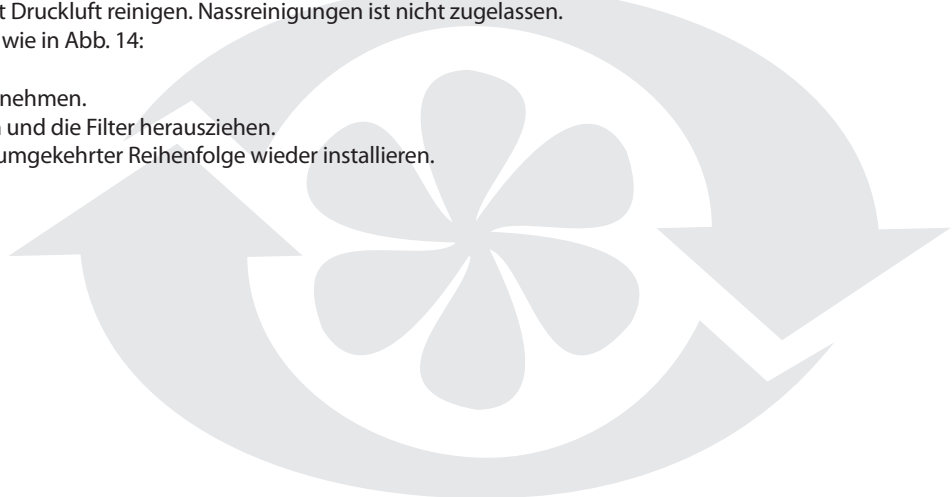 t Druckluft reinigen. Nassreinigungen ist nicht zugelassen.
wie in Abb. 14:
nehmen.
und die Filter herausziehen.
umgekehrter Reihenfolge wieder installieren.